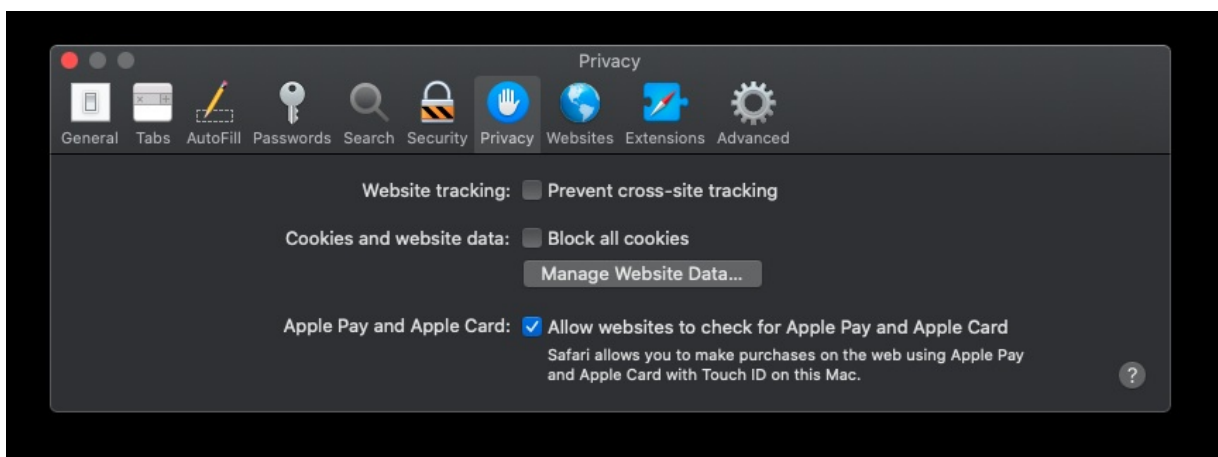 Privacy
General Tabs AutoFill Passwords Search Security Privacy Websites Extensions Advanced
Website tracking: Prevent cross-site tracking
Cookies and website data: Block all cookies
Manage Website Data...
Apple Pay and Apple Card: Allow websites to check for Apple Pay and Apple Card
Safari allows you to make purchases on the web using Apple Pay
and Apple Card with Touch ID on this Mac.
?